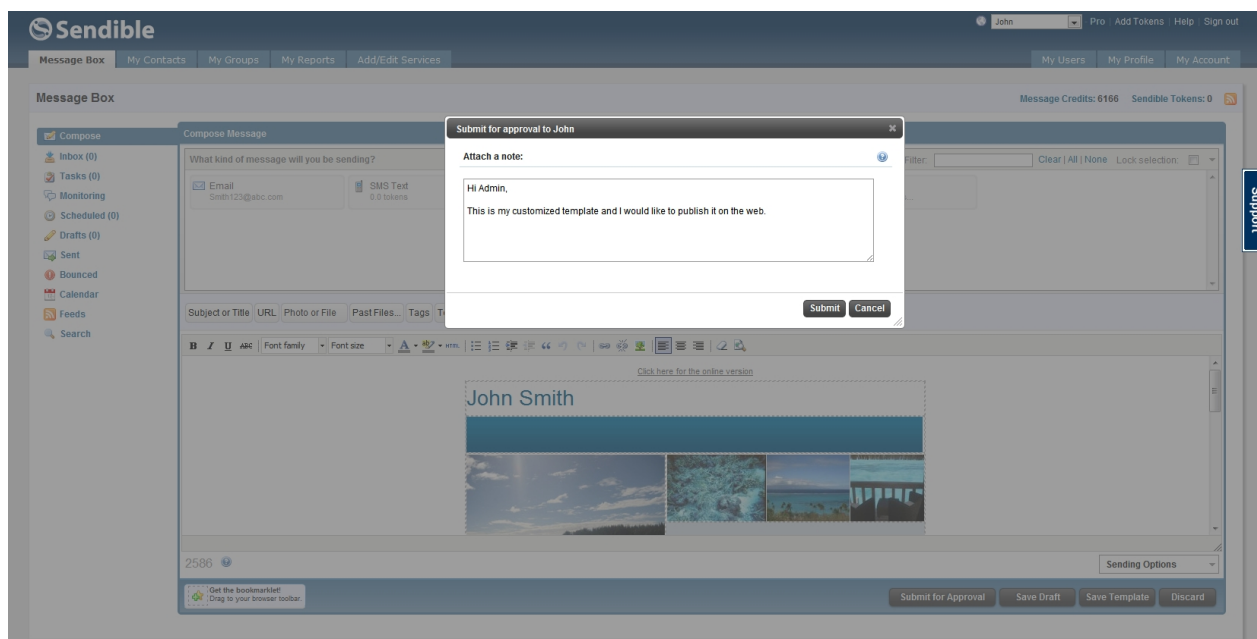 Sendible
John
Pro | Add Tokens | Help | Sign out
Message Box My Contacts My Groups My Reports Add/Edit Services My Users My Profile My Account
Message Box
Message Credits: 6166 Sendible Tokens: 0
Compose
Inbox (0)
Tasks (0)
Monitoring
Scheduled (0)
Drafts (0)
Sent
Bounced
Calendar
Feeds
Search
Compose Message
What kind of message will you be sending?
Filter:
Clear | All | None Lock selection:
Email
Smith123@abc.com
SMS Text
0.0 tokens
Submit for approval to John
Attach a note:
Hi Admin,
This is my customized template and I would like to publish it on the web.
Submit Cancel
Support
Subject or Title URL Photo or File Past Files... Tags
B I U ABC Font family Font size A ab HTML
Click here for the online version
John Smith
2586
Sending Options
Get the bookmarklet!
Drag to your browser toolbar.
Submit for Approval Save Draft Save Template Discard